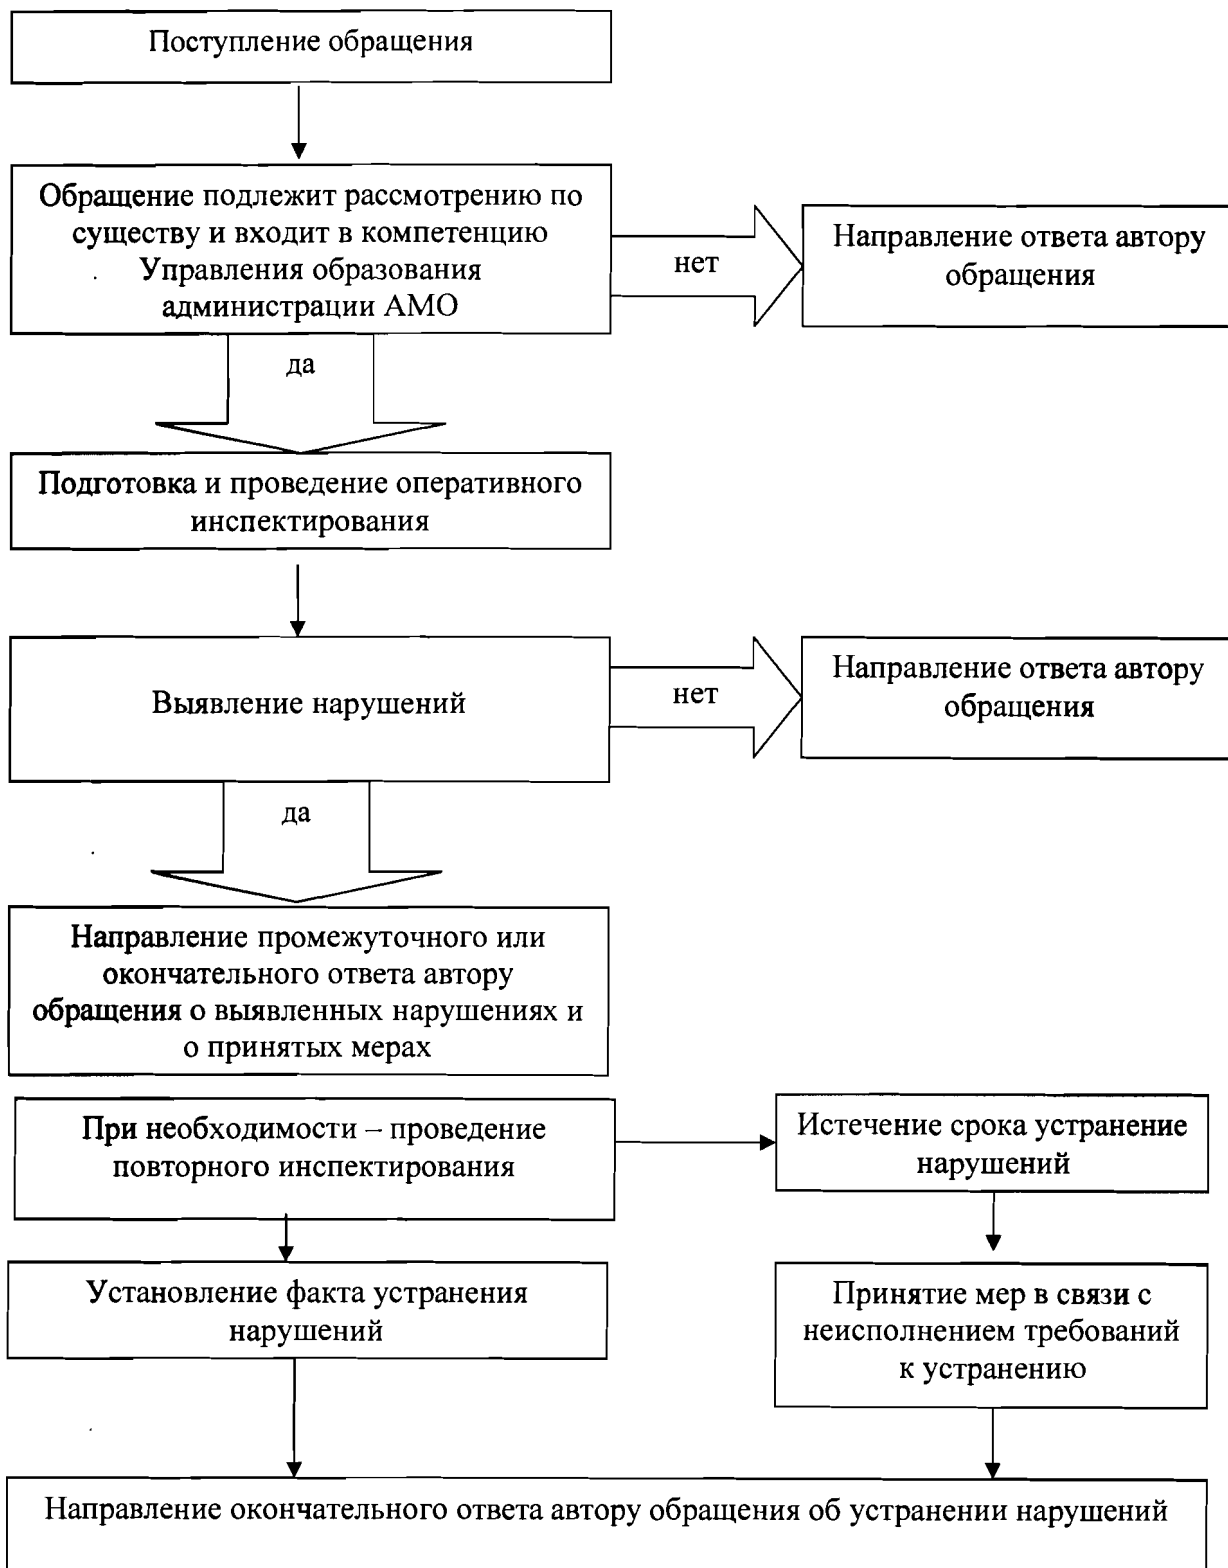 Поступление обращения
Обращение подлежит рассмотрению по
существу и входит в компетенцию
Управления образования
администрации АМО
нет
Направление ответа автору
обращения
да
Подготовка и проведение оперативного
инспектирования
Выявление нарушений
нет
Направление ответа автору
обращения
да
Направление промежуточного или
окончательного ответа автору
обращения о выявленных нарушениях и
о принятых мерах
При необходимости – проведение
повторного инспектирования
Истечение срока устранение
нарушений
Установление факта устранения
нарушений
Принятие мер в связи с
неисполнением требований
к устранению
Направление окончательного ответа автору обращения об устранении нарушений